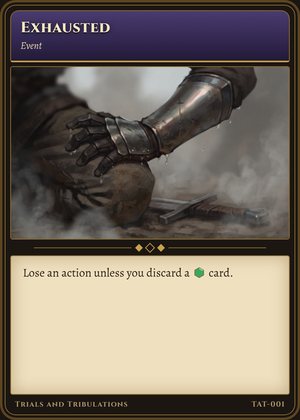 Exhausted
Event
Lose an action unless you discard a card.
Trials and Tribulations
TAT-001